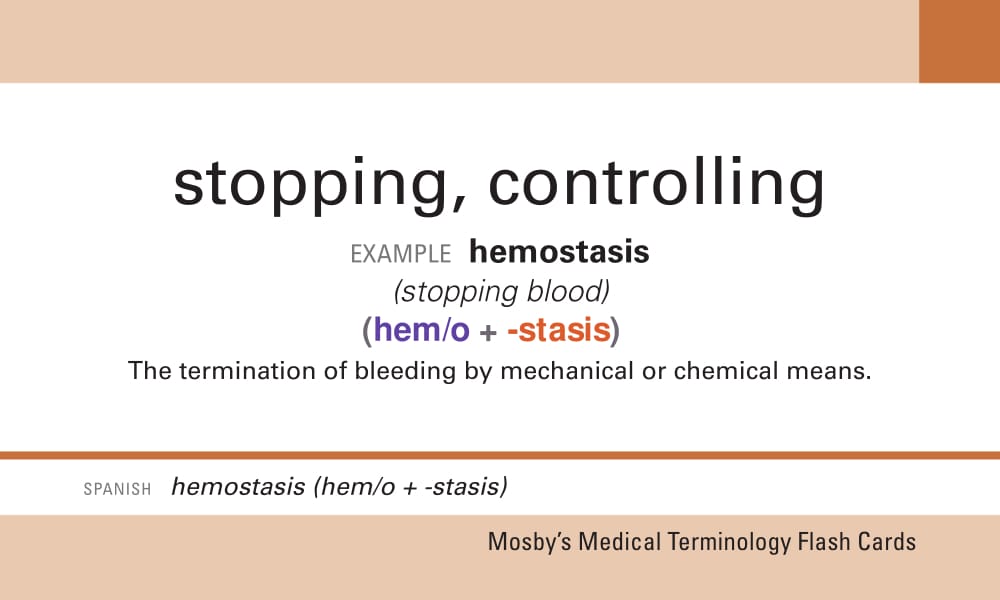 stopping, controlling
EXAMPLE hemostasis
(stopping blood)
(hem/o + -stasis)
The termination of bleeding by mechanical or chemical means.
SPANISH hemostasis (hem/o + -stasis)
Mosby's Medical Terminology Flash Cards